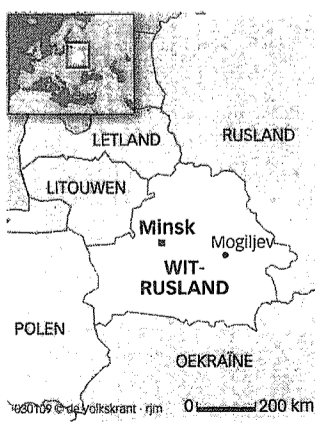 LETLAND
RUSLAND
LITOUWEN
Minsk
Mogiljev
WIT-
RUSLAND
POLEN
OEKRAÏNE
030109 © de Volkskrant - rjm
0 200 km